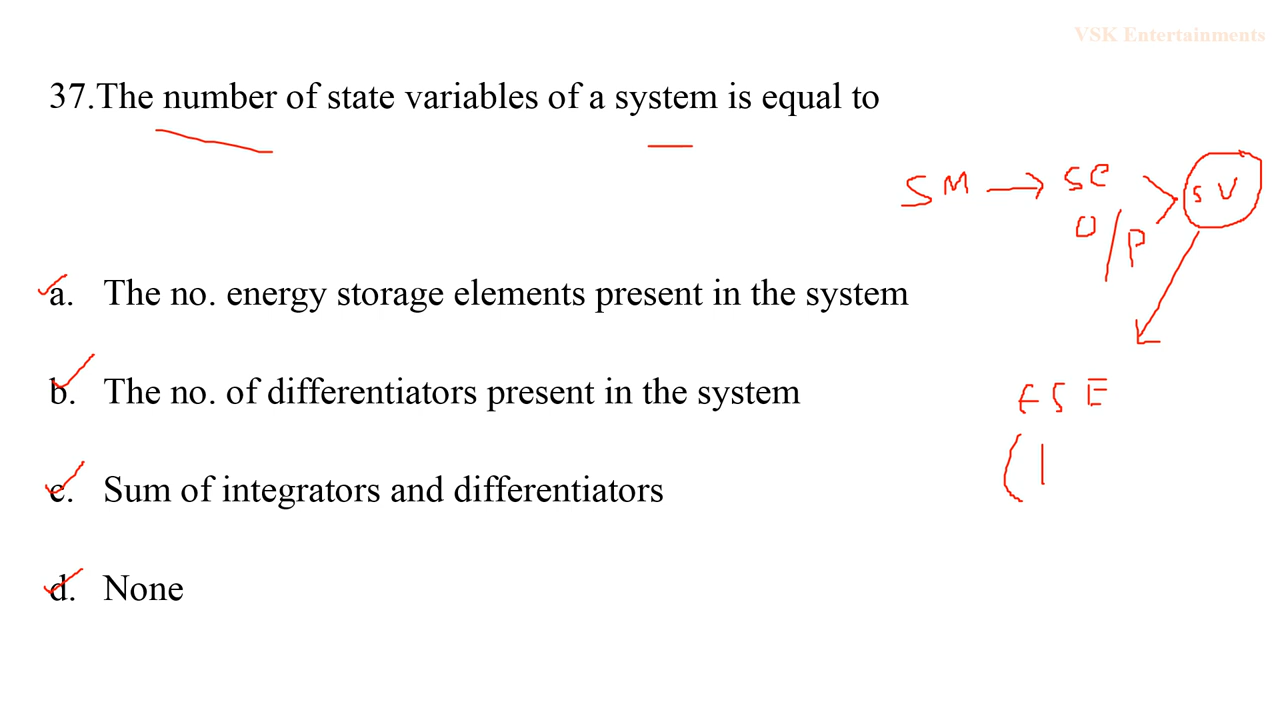 VSK Entertainments
37.The number of state variables of a system is equal to
SM → SE
O/P
SV
a. The no. energy storage elements present in the system
b. The no. of differentiators present in the system
ESE
(1
c. Sum of integrators and differentiators
d. None